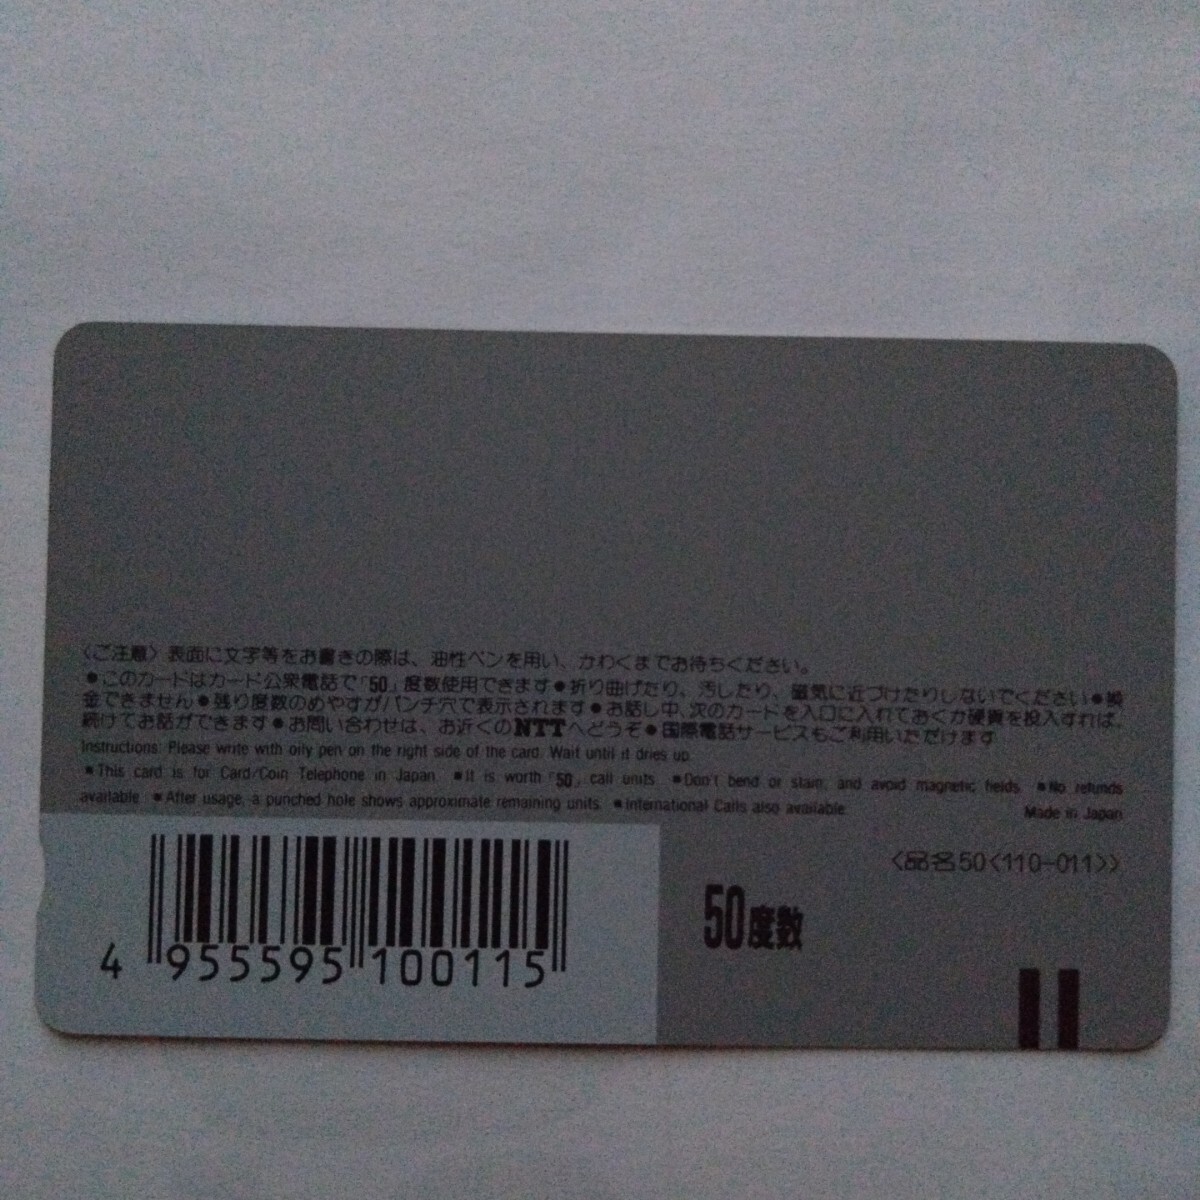 〈ご注意〉表面に文字等をお書きの際は、油性ペンを用い、かわくまでお待ちください。
●このカードはカード公衆電話で「50」度数使用できます●折り曲げたり、汚したり、磁気に近づけたりしないでください●換
金できません●残り度数のめやすがパンチ穴で表示されます●お話し中、次のカードを入口に入れておくか硬貨を投入すれば、
続けてお話ができます●お問い合わせは、お近くのNTTへどうぞ●国際電話サービスもご利用いただけます
Instructions: Please write with oily pen on the right side of the card. Wait until it dries up.
■This card is for Card/Coin Telephone in Japan. ■It is worth「50」call units. ■Don't bend or stain, and avoid magnetic fields. ■No refunds
available. ■After usage, a punched hole shows approximate remaining units. ■International Calls also available.
Made in Japan
〈品名50〈110-011〉〉
50度数
4 955595 100115